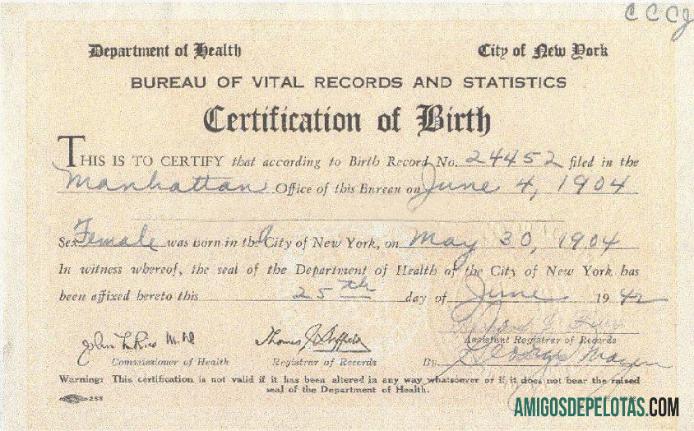 C C C J
Department of Health City of New York
BUREAU OF VITAL RECORDS AND STATISTICS
Certification of Birth
THIS IS TO CERTIFY that according to Birth Record No. 24452 filed in the
Manhattan Office of this Bureau on June 4, 1904
Sex Female was born in the City of New York, on May 30, 1904
In witness whereof, the seal of the Department of Health of the City of New York has
been affixed hereto this 25th day of June 1942
John L. Rice M.D.
Assistant Registrar of Records
Commissioner of Health Registrar of Records By George Mayer
Warning: This certification is not valid if it has been altered in any way whatsoever or if it does not bear the raised
seal of the Department of Health.
258
AMIGOSDEPELOTAS.COM